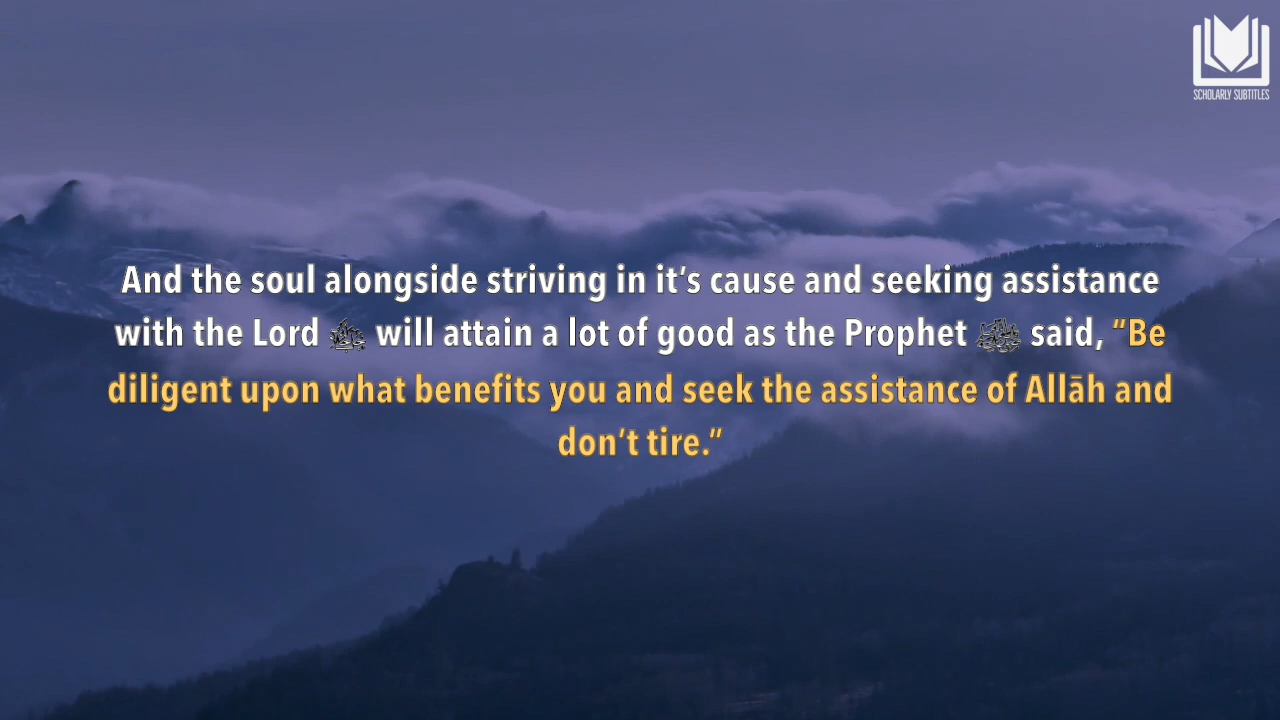 SCHOLARLY SUBTITLES
And the soul alongside striving in it’s cause and seeking assistance
with the Lord ﷻ will attain a lot of good as the Prophet ﷺ said, “Be
diligent upon what benefits you and seek the assistance of Allāh and
don’t tire.”